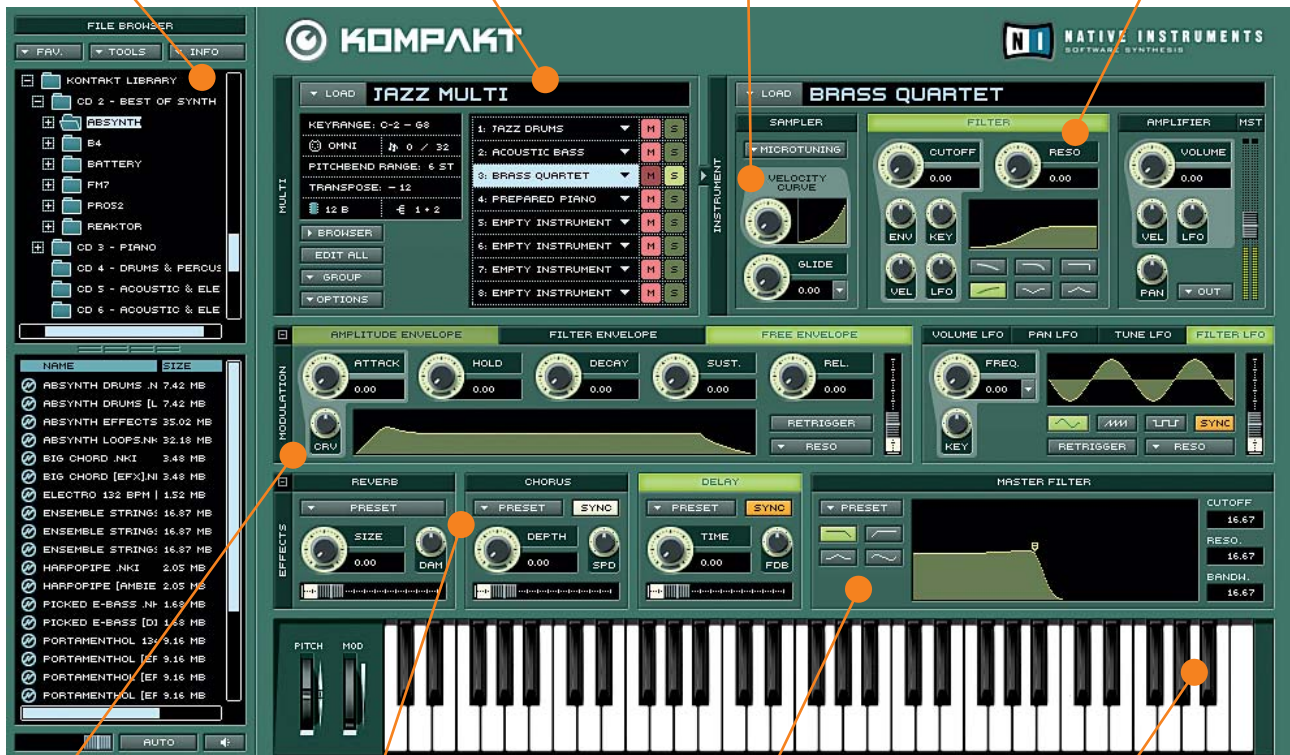 FILE BROWSER
FAV. TOOLS INFO
KONTAKT LIBRARY
CD 2 - BEST OF SYNTH
ABSYNTH
B4
BATTERY
FM7
PROS2
REAKTOR
CD 3 - PIANO
CD 4 - DRUMS & PERCUS
CD 5 - ACOUSTIC & ELE
CD 6 - ACOUSTIC & ELE
NAME SIZE
ABSYNTH DRUMS .N 7.42 MB
ABSYNTH DRUMS [L 7.42 MB
ABSYNTH EFFECTS 35.02 MB
ABSYNTH LOOPS.NK 32.18 MB
BIG CHORD .NKI 3.48 MB
BIG CHORD [EFX].NI 3.48 MB
ELECTRO 132 BPM | 1.52 MB
ENSEMBLE STRINGS 16.87 MB
ENSEMBLE STRINGS 16.87 MB
ENSEMBLE STRINGS 16.87 MB
HARPOPIPE .NKI 2.05 MB
HARPOPIPE [AMBIE 2.05 MB
PICKED E-BASS .NK 1.68 MB
PICKED E-BASS [DI 1.68 MB
PORTAMENTHOL 134 9.16 MB
PORTAMENTHOL [EF 9.16 MB
PORTAMENTHOL [EF 9.16 MB
PORTAMENTHOL [EF 9.16 MB
AUTO
KOMPAKT
NI NATIVE INSTRUMENTS
SOFTWARE SYNTHESIS
MULTI
LOAD JAZZ MULTI
KEYRANGE: C-2 - G8
OMNI 0 / 32
PITCHBEND RANGE: 6 ST
TRANSPOSE: - 12
12 B 1 + 2
BROWSER
EDIT ALL
GROUP
OPTIONS
1: JAZZ DRUMS M S
2: ACOUSTIC BASS M S
3: BRASS QUARTET M S
4: PREPARED PIANO M S
5: EMPTY INSTRUMENT M S
6: EMPTY INSTRUMENT M S
7: EMPTY INSTRUMENT M S
8: EMPTY INSTRUMENT M S
INSTRUMENT
LOAD BRASS QUARTET
SAMPLER
MICROTUNING
VELOCITY
CURVE
GLIDE
0.00
FILTER
CUTOFF
0.00
RESO
0.00
ENV KEY
VEL LFO
AMPLIFIER MST
VOLUME
0.00
VEL LFO
PAN OUT
MODULATION
AMPLITUDE ENVELOPE FILTER ENVELOPE FREE ENVELOPE
ATTACK HOLD DECAY SUST. REL.
0.00 0.00 0.00 0.00 0.00
CRV
RETRIGGER
RESO
VOLUME LFO PAN LFO TUNE LFO FILTER LFO
FREQ.
0.00
KEY
SYNC
RETRIGGER RESO
EFFECTS
REVERB
PRESET
SIZE
0.00 DAM
CHORUS
PRESET SYNC
DEPTH
0.00 SPD
DELAY
PRESET SYNC
TIME
0.00 FDB
MASTER FILTER
PRESET
CUTOFF
16.67
RESO.
16.67
BANDW.
16.67
PITCH MOD